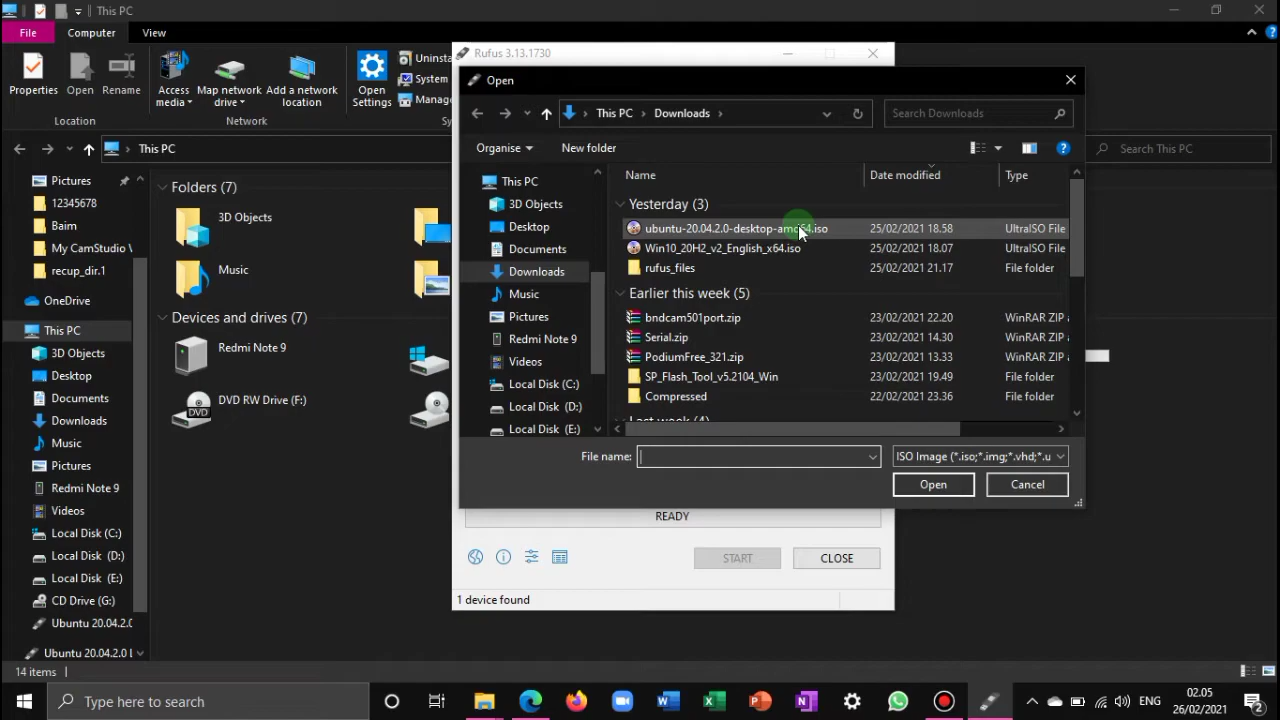 This PC
File
Computer
View
Properties
Open
Rename
Access media
Map network drive
Add a network location
Open Settings
Uninsta
System
Manage
Location
Network
Sy
This PC
Search This PC
Pictures
12345678
Baim
My CamStudio
recup_dir.1
OneDrive
This PC
3D Objects
Desktop
Documents
Downloads
Music
Pictures
Redmi Note 9
Videos
Local Disk (C:)
Local Disk (D:)
Local Disk (E:)
CD Drive (G:)
Ubuntu 20.04.2.0
Ubuntu 20.04.2.0 L
14 items
Folders (7)
3D Objects
Music
Devices and drives (7)
Redmi Note 9
DVD RW Drive (F:)
DVD
Rufus 3.13.1730
Open
This PC
Downloads
Search Downloads
Organise
New folder
This PC
3D Objects
Desktop
Documents
Downloads
Music
Pictures
Redmi Note 9
Videos
Local Disk (C:)
Local Disk (D:)
Local Disk (E:)
Name Date modified Type
Yesterday (3)
ubuntu-20.04.2.0-desktop-amd64.iso 25/02/2021 18.58 UltraISO File
Win10_20H2_v2_English_x64.iso 25/02/2021 18.07 UltraISO File
rufus_files 25/02/2021 21.17 File folder
Earlier this week (5)
bndcam501port.zip 23/02/2021 22.20 WinRAR ZIP a
Serial.zip 23/02/2021 14.30 WinRAR ZIP a
PodiumFree_321.zip 23/02/2021 13.33 WinRAR ZIP a
SP_Flash_Tool_v5.2104_Win 23/02/2021 19.49 File folder
Compressed 22/02/2021 23.36 File folder
Last week (4)
File name:
ISO Image (*.iso;*.img;*.vhd;*.u
Open
Cancel
READY
START
CLOSE
1 device found
Type here to search
ENG
02.05
26/02/2021
2